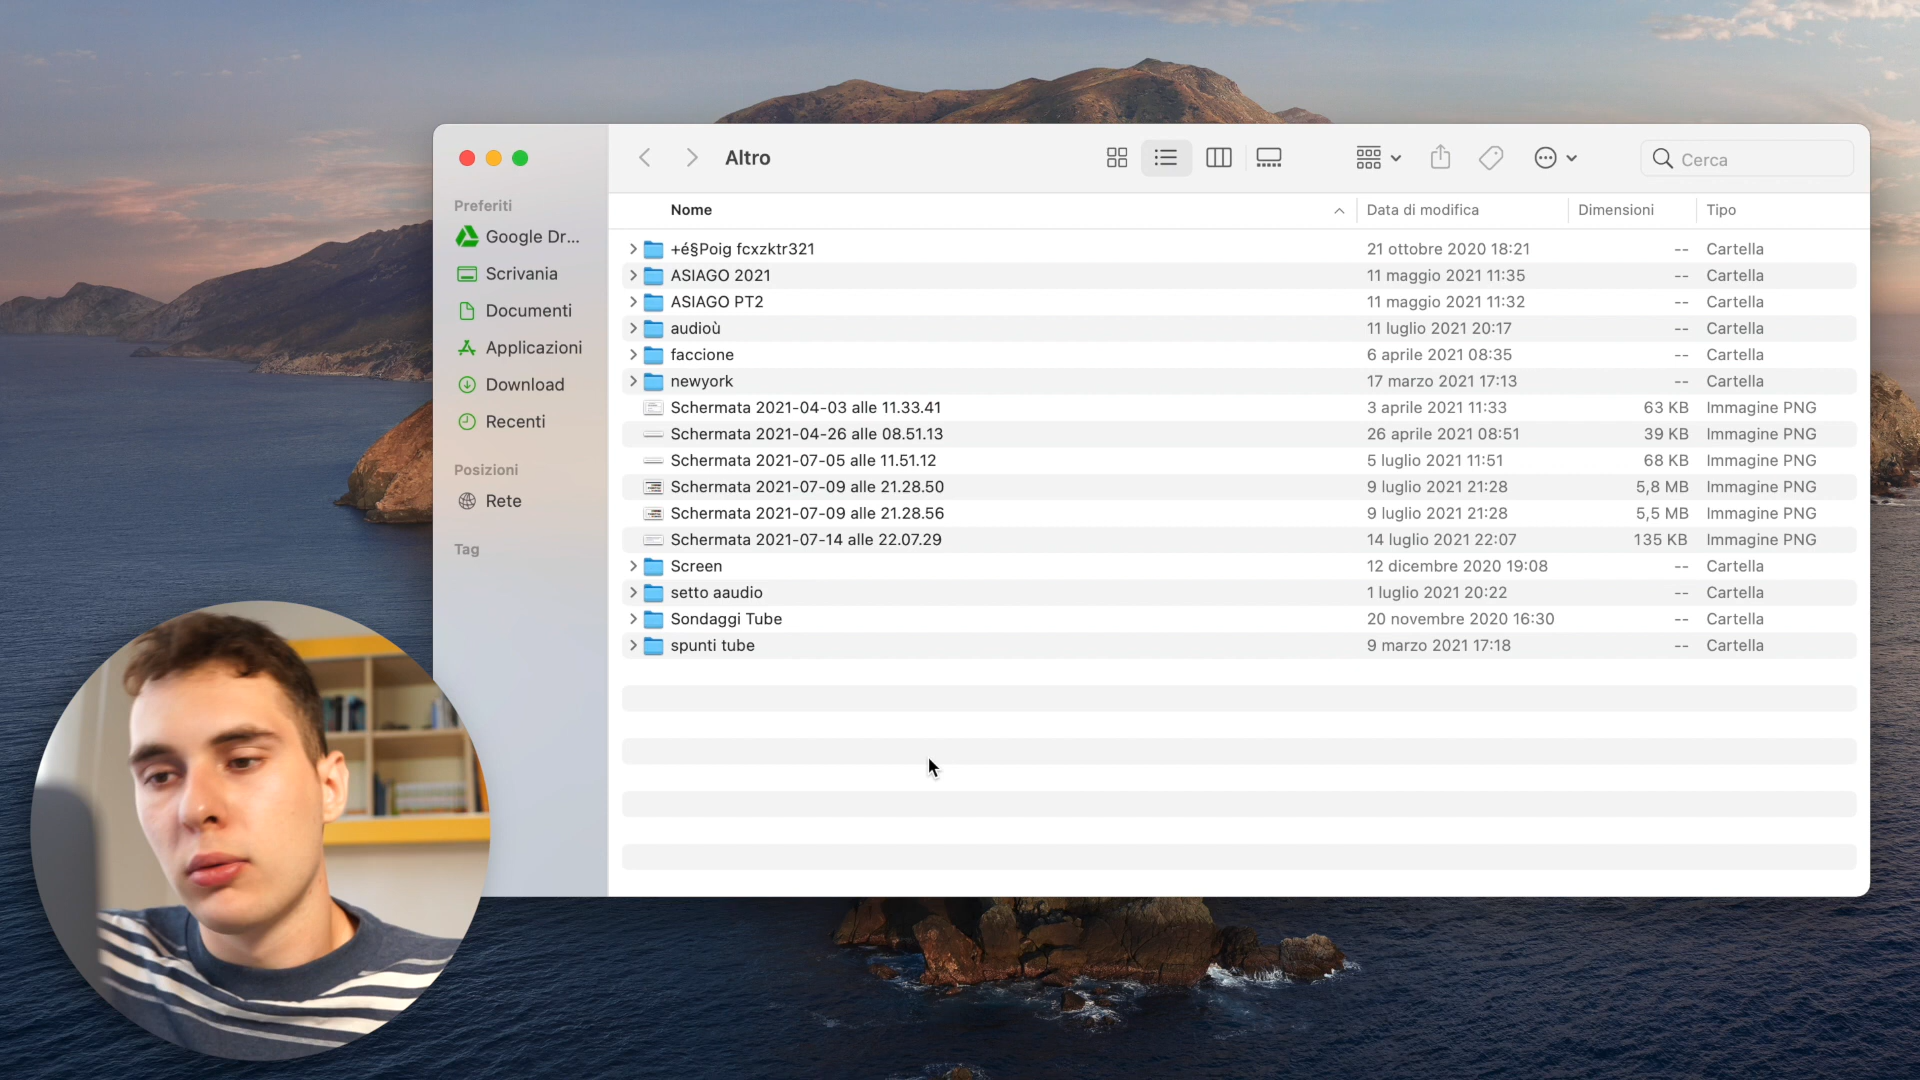 Altro
Cerca
Preferiti
Google Dr...
Scrivania
Documenti
Applicazioni
Download
Recenti
Posizioni
Rete
Tag
Nome Data di modifica Dimensioni Tipo
+é§Poig fcxzktr321 21 ottobre 2020 18:21 -- Cartella
ASIAGO 2021 11 maggio 2021 11:35 -- Cartella
ASIAGO PT2 11 maggio 2021 11:32 -- Cartella
audioù 11 luglio 2021 20:17 -- Cartella
faccione 6 aprile 2021 08:35 -- Cartella
newyork 17 marzo 2021 17:13 -- Cartella
Schermata 2021-04-03 alle 11.33.41 3 aprile 2021 11:33 63 KB Immagine PNG
Schermata 2021-04-26 alle 08.51.13 26 aprile 2021 08:51 39 KB Immagine PNG
Schermata 2021-07-05 alle 11.51.12 5 luglio 2021 11:51 68 KB Immagine PNG
Schermata 2021-07-09 alle 21.28.50 9 luglio 2021 21:28 5,8 MB Immagine PNG
Schermata 2021-07-09 alle 21.28.56 9 luglio 2021 21:28 5,5 MB Immagine PNG
Schermata 2021-07-14 alle 22.07.29 14 luglio 2021 22:07 135 KB Immagine PNG
Screen 12 dicembre 2020 19:08 -- Cartella
setto aaudio 1 luglio 2021 20:22 -- Cartella
Sondaggi Tube 20 novembre 2020 16:30 -- Cartella
spunti tube 9 marzo 2021 17:18 -- Cartella